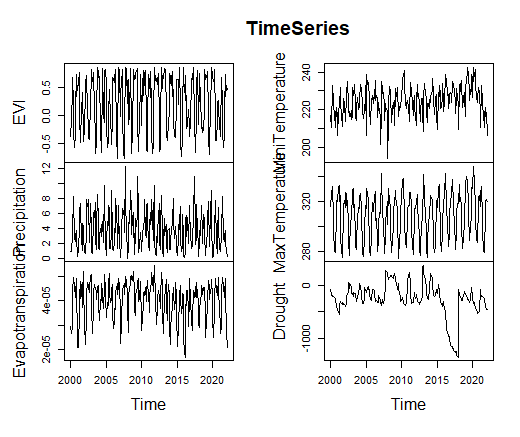 TimeSeries
EVI
-0.5 0.0 0.5
Precipitation
0 2 4 6 8 12
Evapotranspiration
2e-05 4e-05
2000 2005 2010 2015 2020
Time
MiniTemperature
200 220 240
MaxTemperature
280 320
Drought
-1000 0
2000 2005 2010 2015 2020
Time